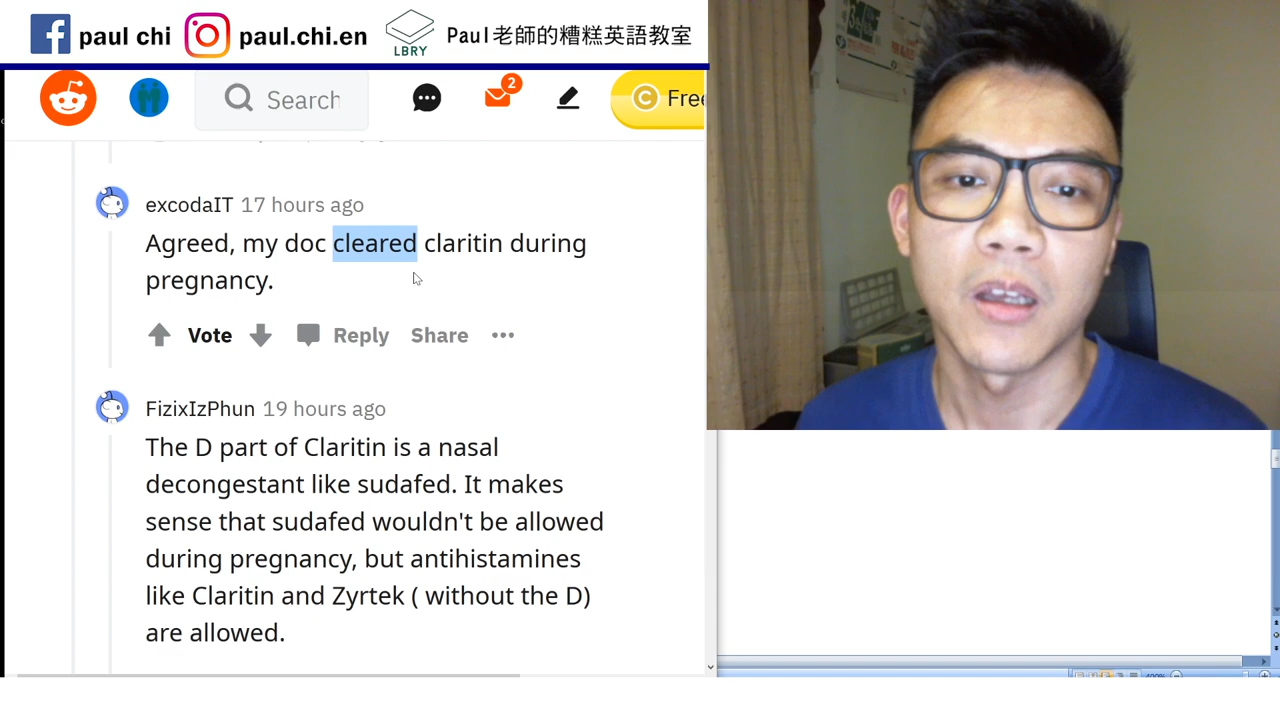 paul chi paul.chi.en LBRY Paul老師的糟糕英語教室
Search 2 Free
excodaIT 17 hours ago
Agreed, my doc cleared claritin during
pregnancy.
Vote Reply Share
FizixIzPhun 19 hours ago
The D part of Claritin is a nasal
decongestant like sudafed. It makes
sense that sudafed wouldn't be allowed
during pregnancy, but antihistamines
like Claritin and Zyrtek ( without the D)
are allowed.